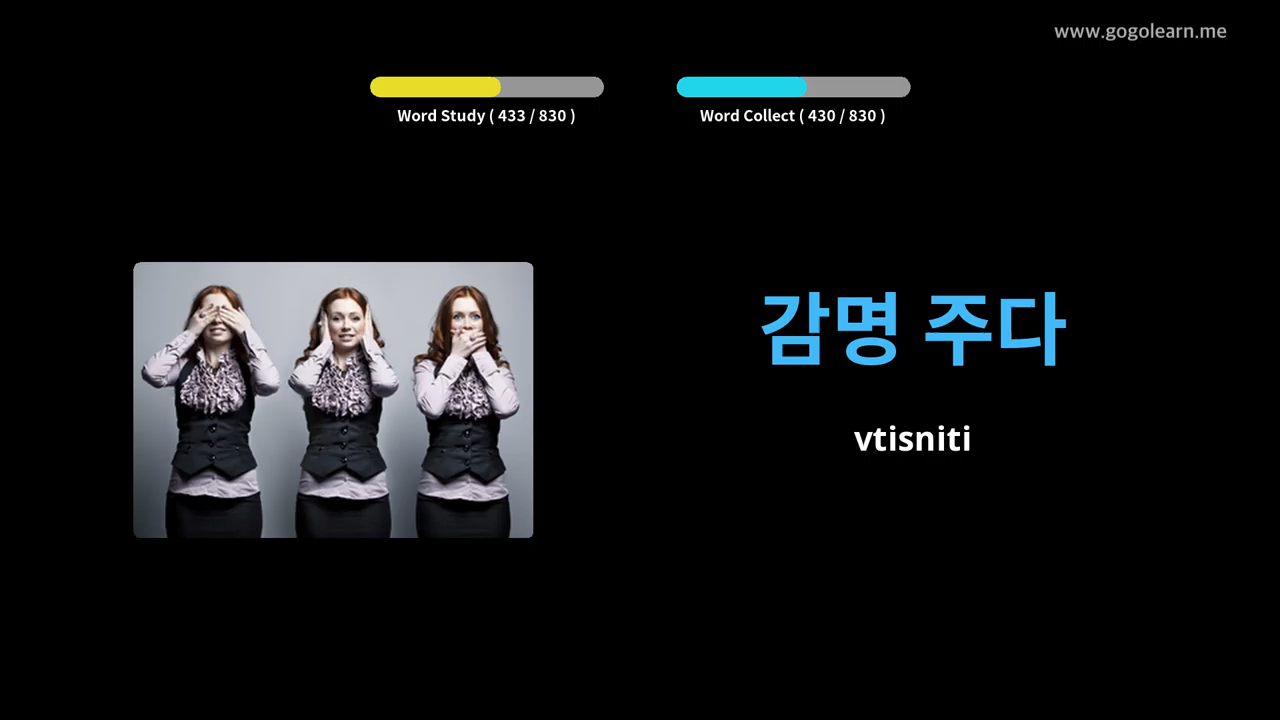 www.gogolearn.me
Word Study ( 433 / 830 )
Word Collect ( 430 / 830 )
감명 주다
vtisniti